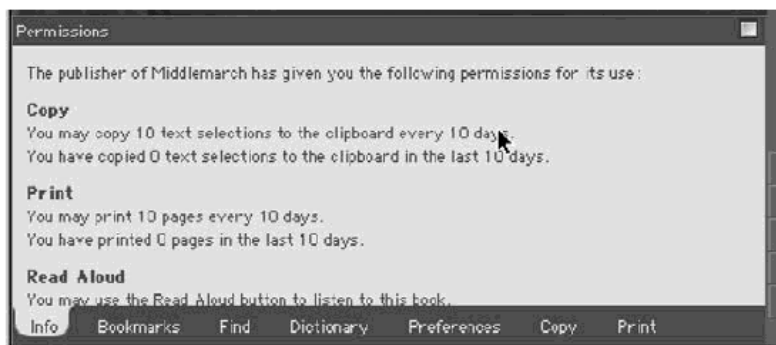 Permissions
The publisher of Middlemarch has given you the following permissions for its use:
Copy
You may copy 10 text selections to the clipboard every 10 days.
You have copied 0 text selections to the clipboard in the last 10 days.
Print
You may print 10 pages every 10 days.
You have printed 0 pages in the last 10 days.
Read Aloud
You may use the Read Aloud button to listen to this book.
Info Bookmarks Find Dictionary Preferences Copy Print